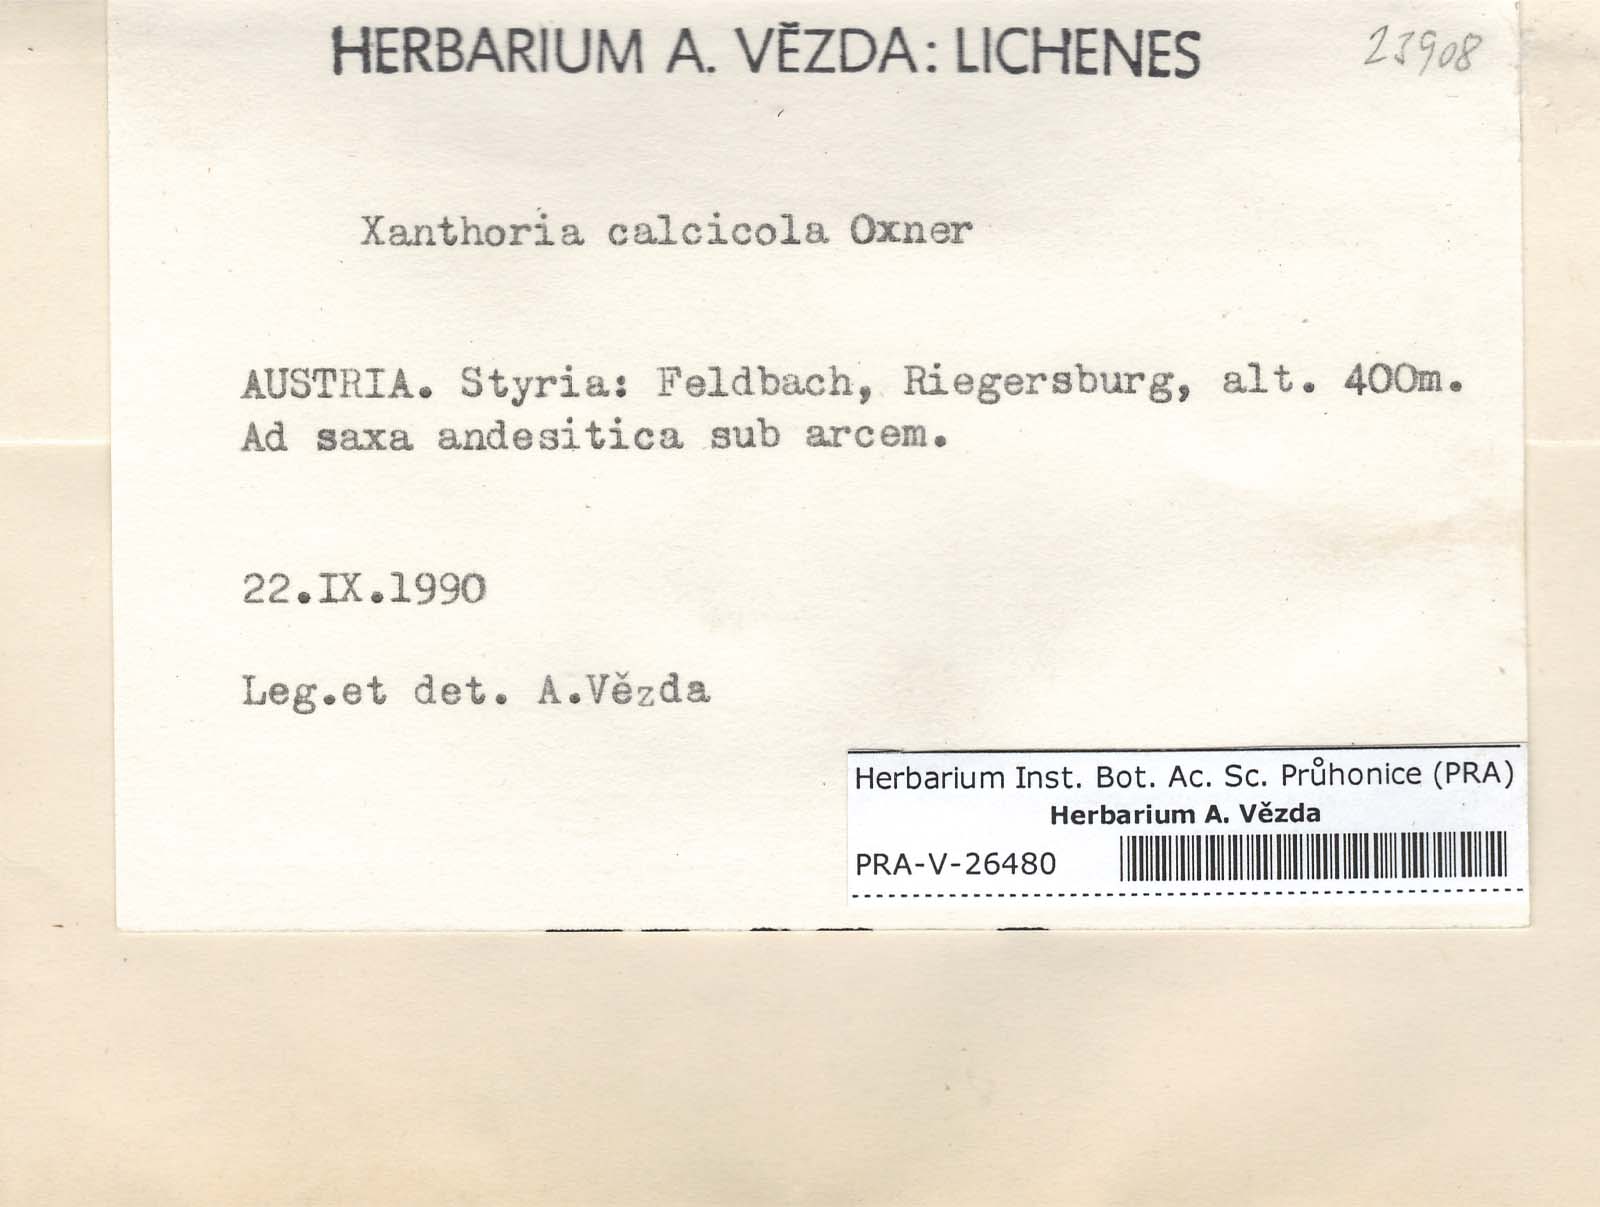 HERBARIUM A. VĚZDA: LICHENES
23908
Xanthoria calcicola Oxner
AUSTRIA. Styria: Feldbach, Riegersburg, alt. 400m.
Ad saxa andesitica sub arcem.
22.IX.1990
Leg.et det. A.Vězda
Herbarium Inst. Bot. Ac. Sc. Průhonice (PRA)
Herbarium A. Vězda
PRA-V-26480